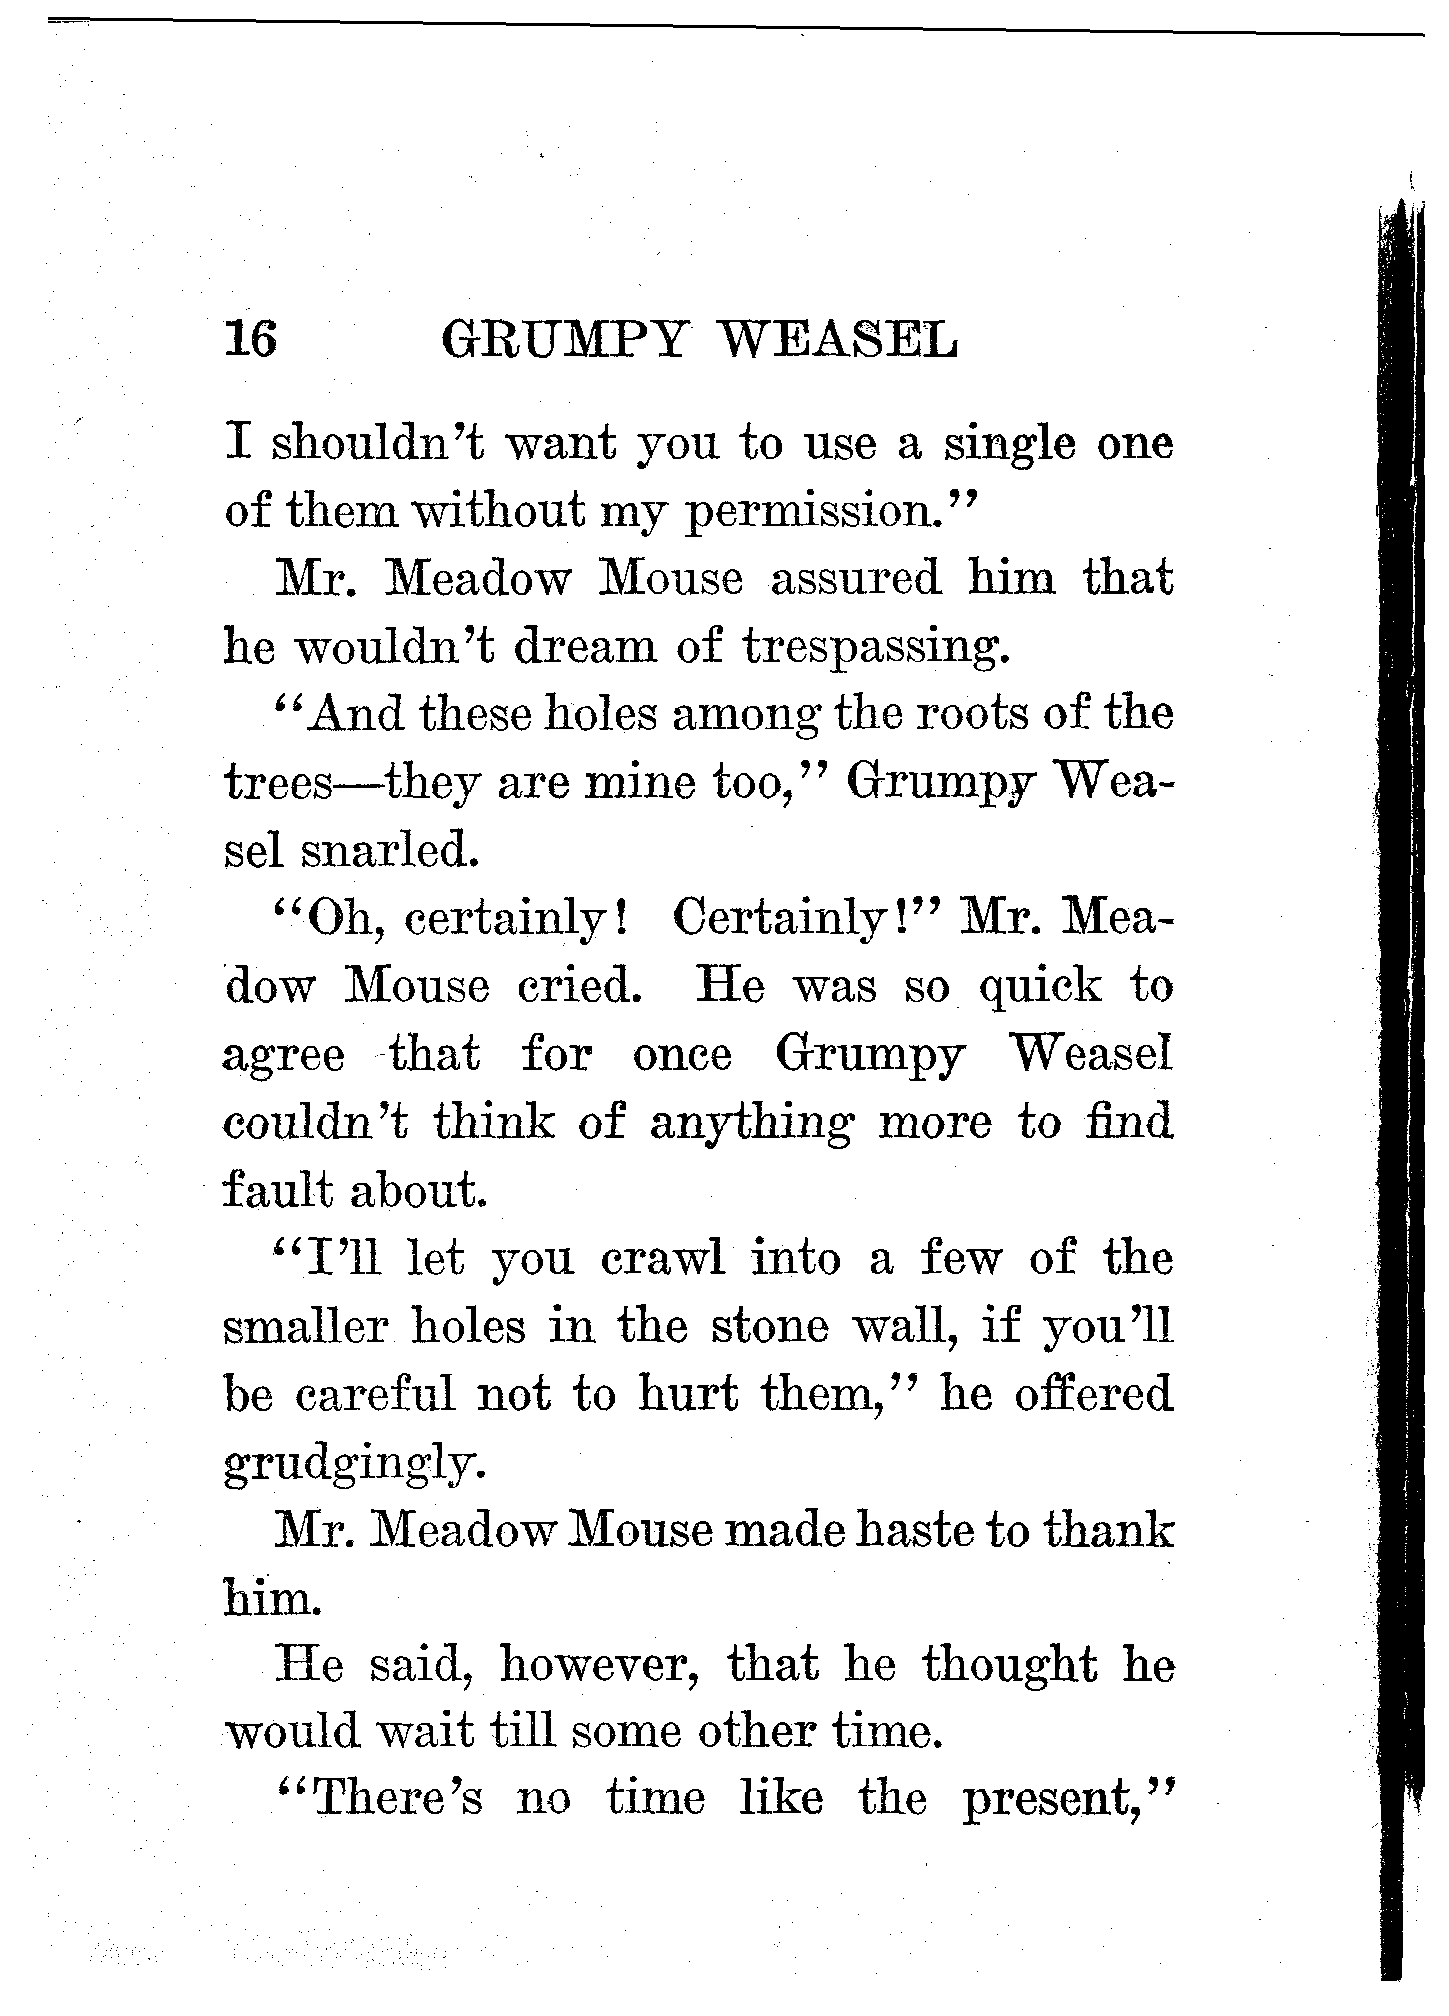 16 GRUMPY WEASEL
I shouldn't want you to use a single one
of them without my permission."
Mr. Meadow Mouse assured him that
he wouldn't dream of trespassing.
"And these holes among the roots of the
trees—they are mine too," Grumpy Wea-
sel snarled.
"Oh, certainly! Certainly!" Mr. Mea-
dow Mouse cried. He was so quick to
agree that for once Grumpy Weasel
couldn't think of anything more to find
fault about.
"I'll let you crawl into a few of the
smaller holes in the stone wall, if you'll
be careful not to hurt them," he offered
grudgingly.
Mr. Meadow Mouse made haste to thank
him.
He said, however, that he thought he
would wait till some other time.
"There's no time like the present,"